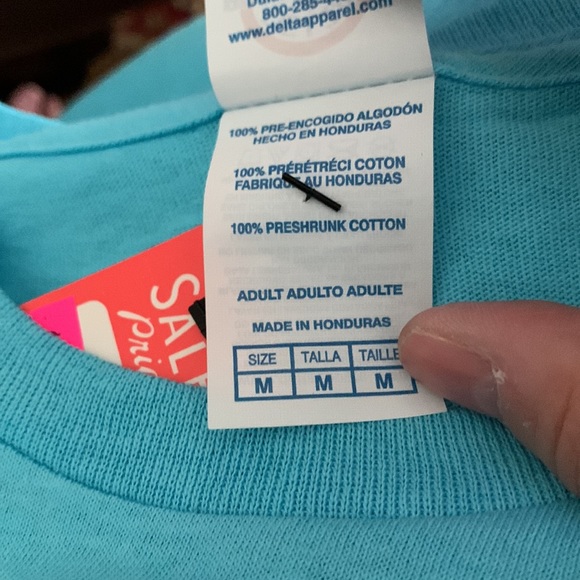 www.deltaapparel.com
100% PRE-ENCOGIDO ALGODÓN
HECHO EN HONDURAS
100% PRÉRÉTRÉCI COTON
FABRIQUÉ AU HONDURAS
100% PRESHRUNK COTTON
ADULT ADULTO ADULTE
MADE IN HONDURAS
SIZE TALLA TAILLE
M M M
SALE